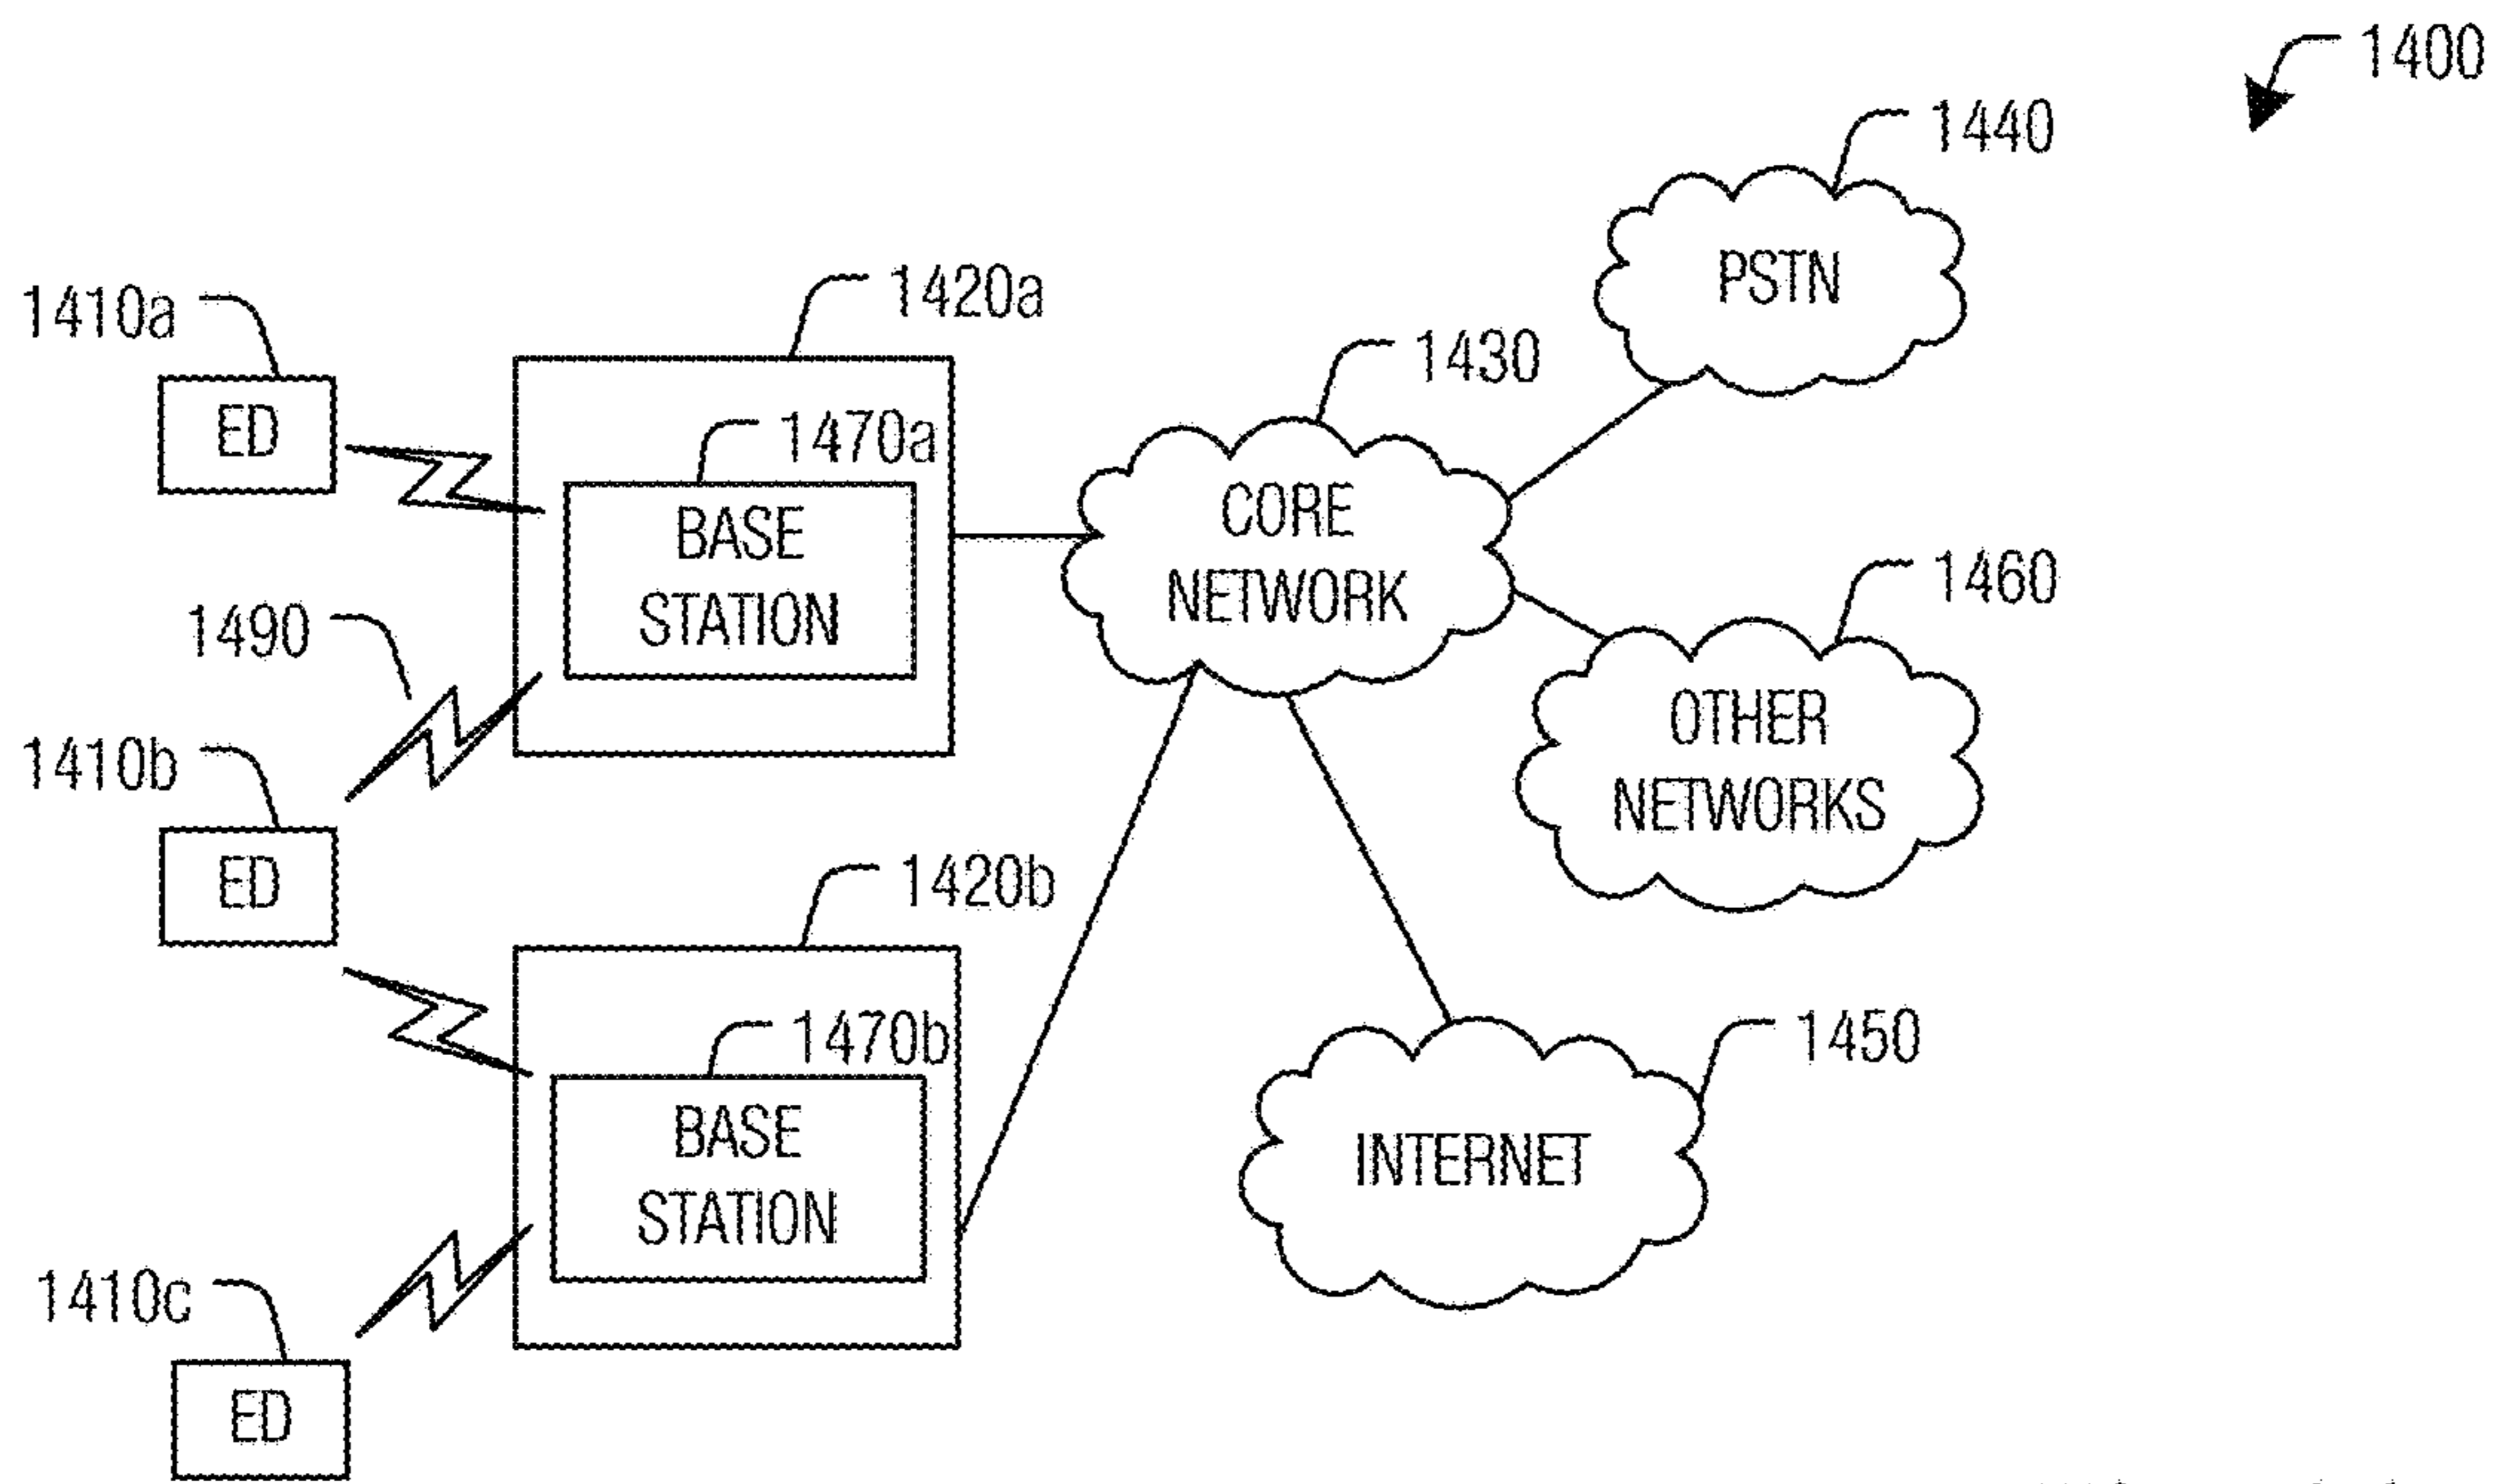 1400
1440
PSTN
1420a
1410a
1430
ED
1470a
CORE
NETWORK
BASE
STATION
1460
1490
OTHER
NETWORKS
1410b
ED
1420b
1470b
1450
BASE
STATION
INTERNET
1410c
ED